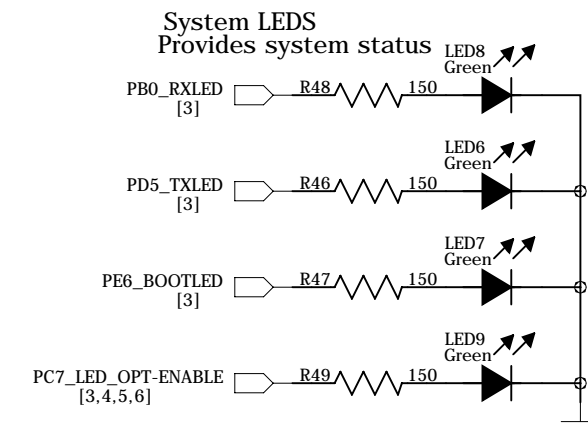 System LEDS
Provides system status
LED8
Green
PB0_RXLED
R48
150
[3]
LED6
Green
PD5_TXLED
R46
150
[3]
LED7
Green
PE6_BOOTLED
R47
150
[3]
LED9
Green
PC7_LED_OPT-ENABLE
R49
150
[3,4,5,6]